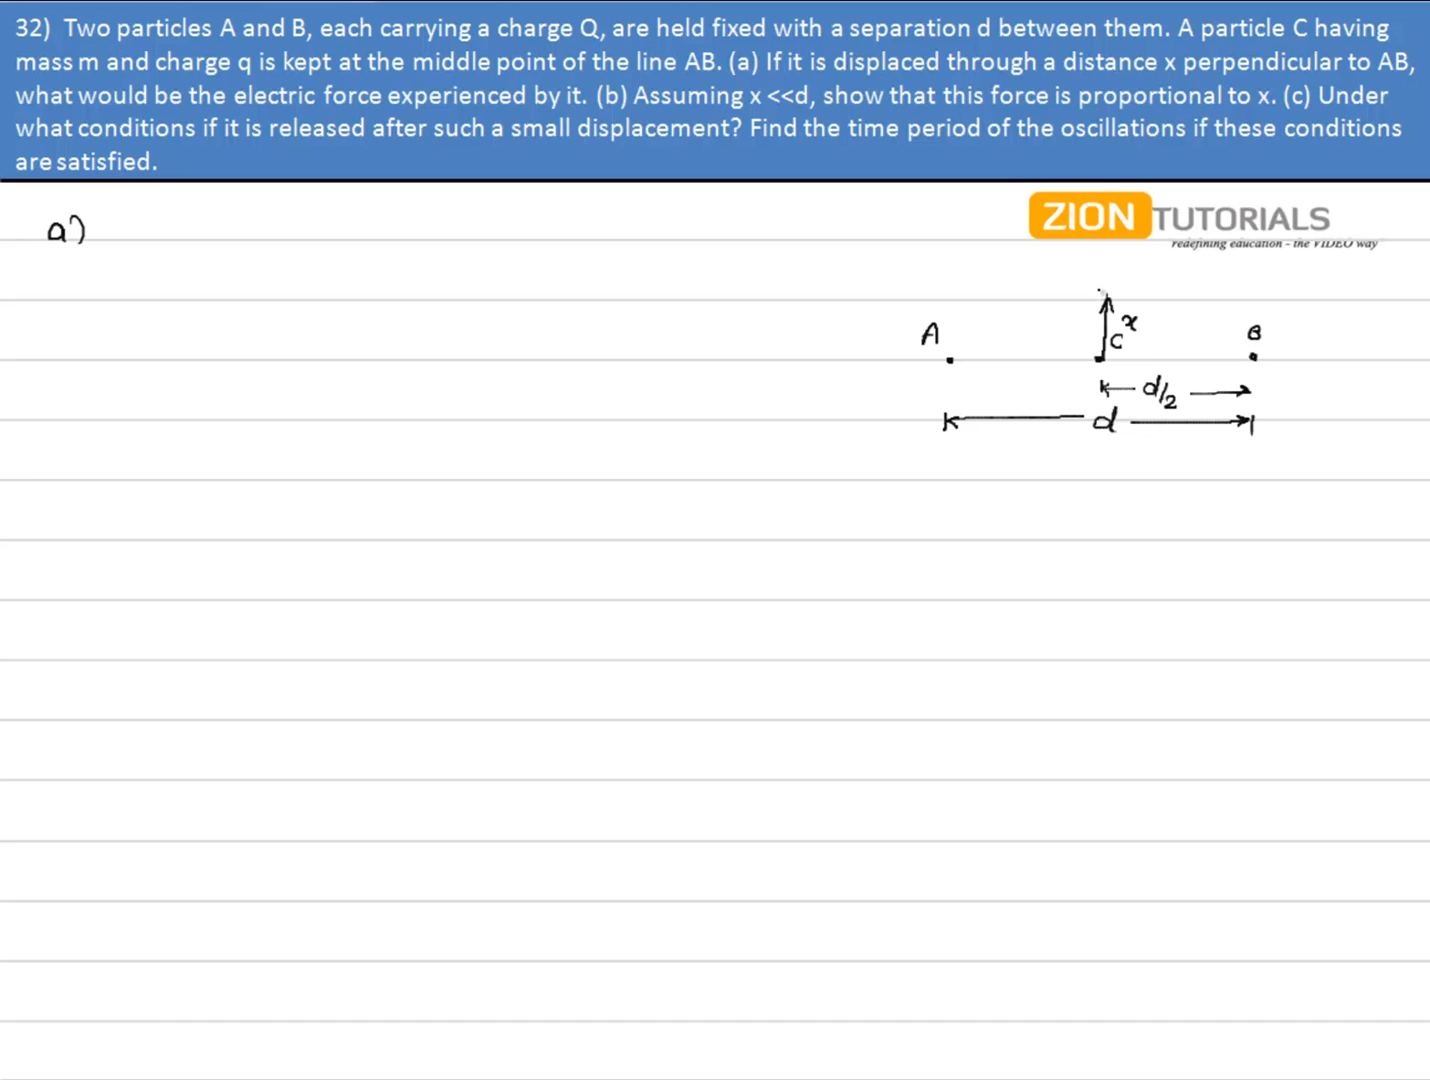 32) Two particles A and B, each carrying a charge Q, are held fixed with a separation d between them. A particle C having
mass m and charge q is kept at the middle point of the line AB. (a) If it is displaced through a distance x perpendicular to AB,
what would be the electric force experienced by it. (b) Assuming x <<d, show that this force is proportional to x. (c) Under
what conditions if it is released after such a small displacement? Find the time period of the oscillations if these conditions
are satisfied.
a)
ZION TUTORIALS
redefining education - the VIDEO way
A C x B
d/2
d